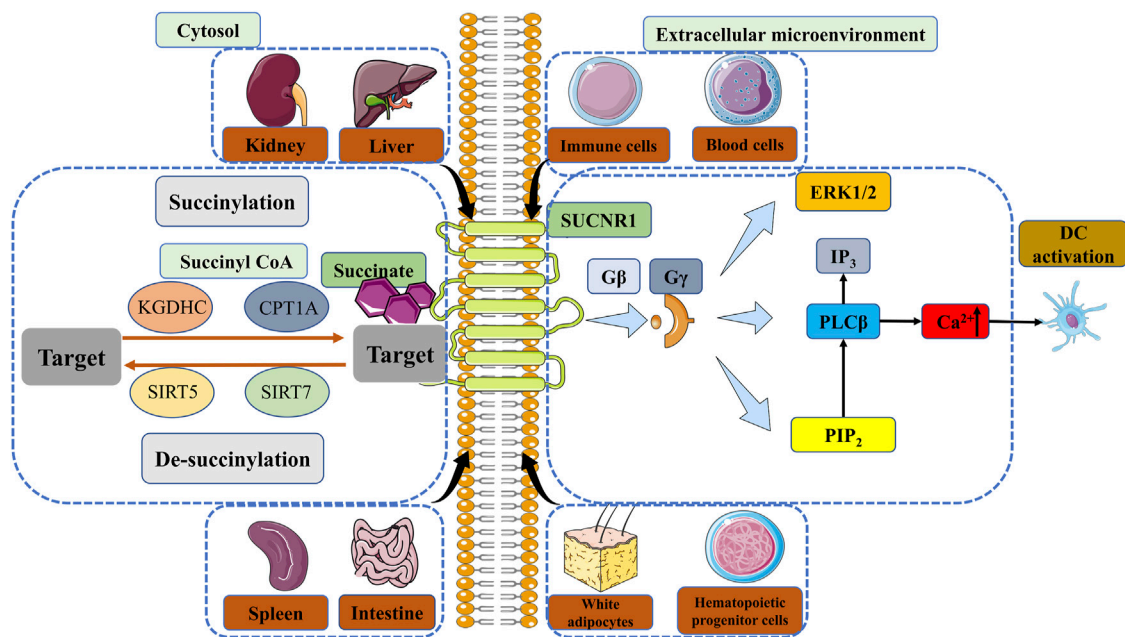 Cytosol
Extracellular microenvironment
Kidney
Liver
Immune cells
Blood cells
Succinylation
ERK1/2
SUCNR1
DC
activation
Succinyl CoA
Succinate
IP3
Gβ
Gγ
KGDHC
CPT1A
PLCβ
Ca2+
Target
Target
SIRT5
SIRT7
PIP2
De-succinylation
Spleen
Intestine
White
adipocytes
Hematopoietic
progenitor cells